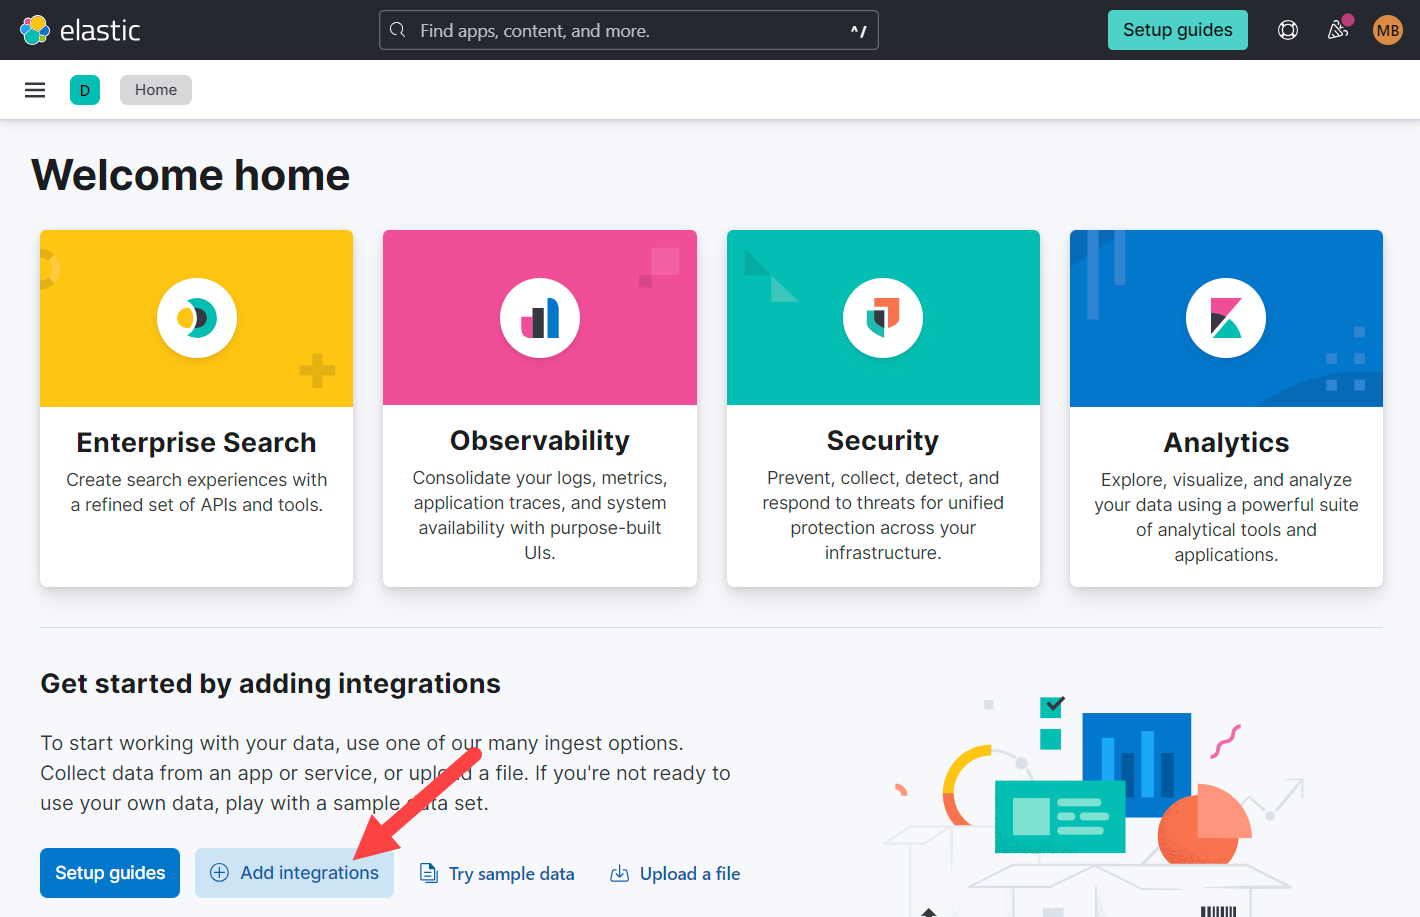 elastic
Find apps, content, and more.
^/
Setup guides
MB
D
Home
Welcome home
Enterprise Search
Create search experiences with
a refined set of APIs and tools.
Observability
Consolidate your logs, metrics,
application traces, and system
availability with purpose-built
UIs.
Security
Prevent, collect, detect, and
respond to threats for unified
protection across your
infrastructure.
Analytics
Explore, visualize, and analyze
your data using a powerful suite
of analytical tools and
applications.
Get started by adding integrations
To start working with your data, use one of our many ingest options.
Collect data from an app or service, or upload a file. If you're not ready to
use your own data, play with a sample data set.
Setup guides
Add integrations
Try sample data
Upload a file